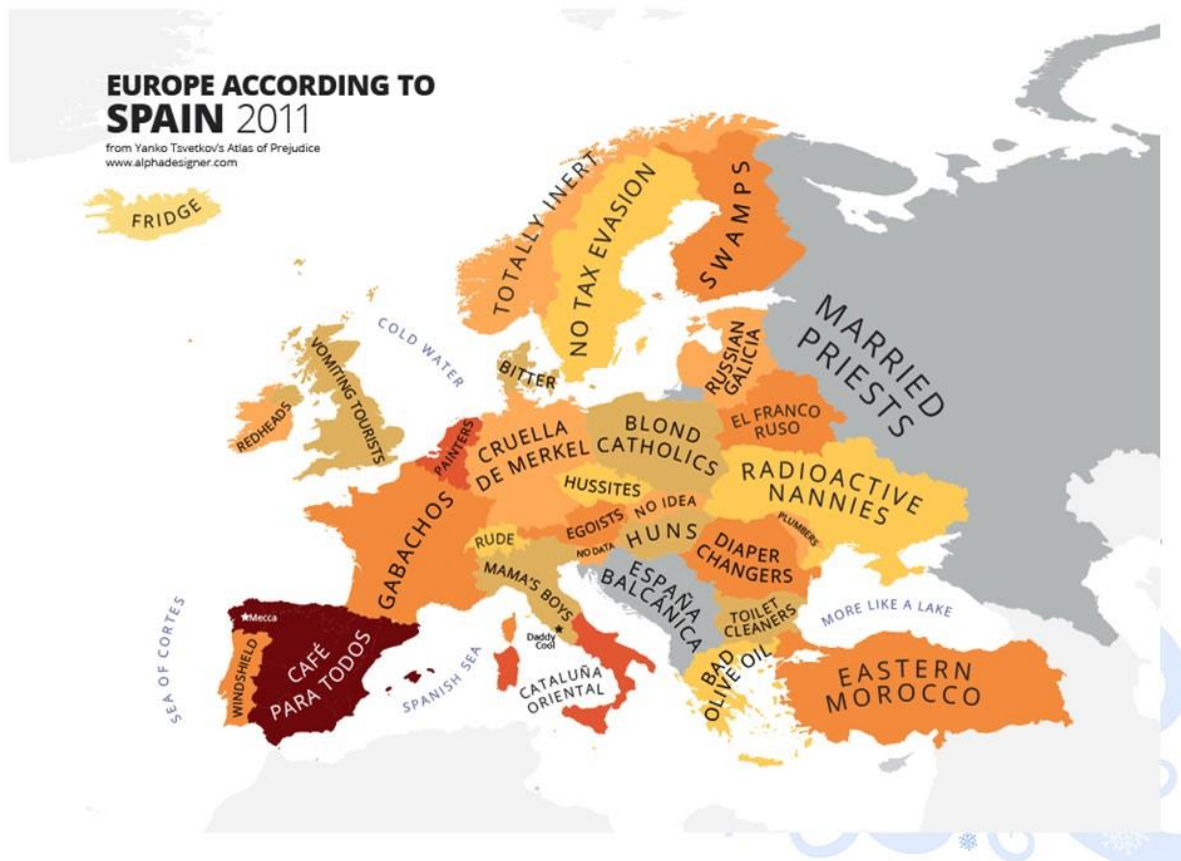 EUROPE ACCORDING TO
SPAIN 2011
from Yanko Tsvetkov's Atlas of Prejudice
www.alphadesigner.com
FRIDGE
TOTALLY INERT
NO TAX EVASION
SWAMPS
COLD WATER
MARRIED
PRIESTS
VOMITING TOURISTS
REDHEADS
BITTER
RUSSIAN
GALICIA
EL FRANCO
RUSO
PAINTERS
CRUELLA
DE MERKEL
BLOND
CATHOLICS
RADIOACTIVE
NANNIES
HUSSITES
NO IDEA
GABACHOS
RUDE
EGOISTS
NO DATA
HUNS
PLUMBERS
DIAPER
CHANGERS
MAMA'S BOYS
ESPAÑA
BALCÁNICA
TOILET
CLEANERS
MORE LIKE A LAKE
SEA OF CORTES
Mecca
WINDSHIELD
CAFÉ
PARA TODOS
SPANISH SEA
Daddy
Cool
CATALUÑA
ORIENTAL
BAD
OLIVE OIL
EASTERN
MOROCCO